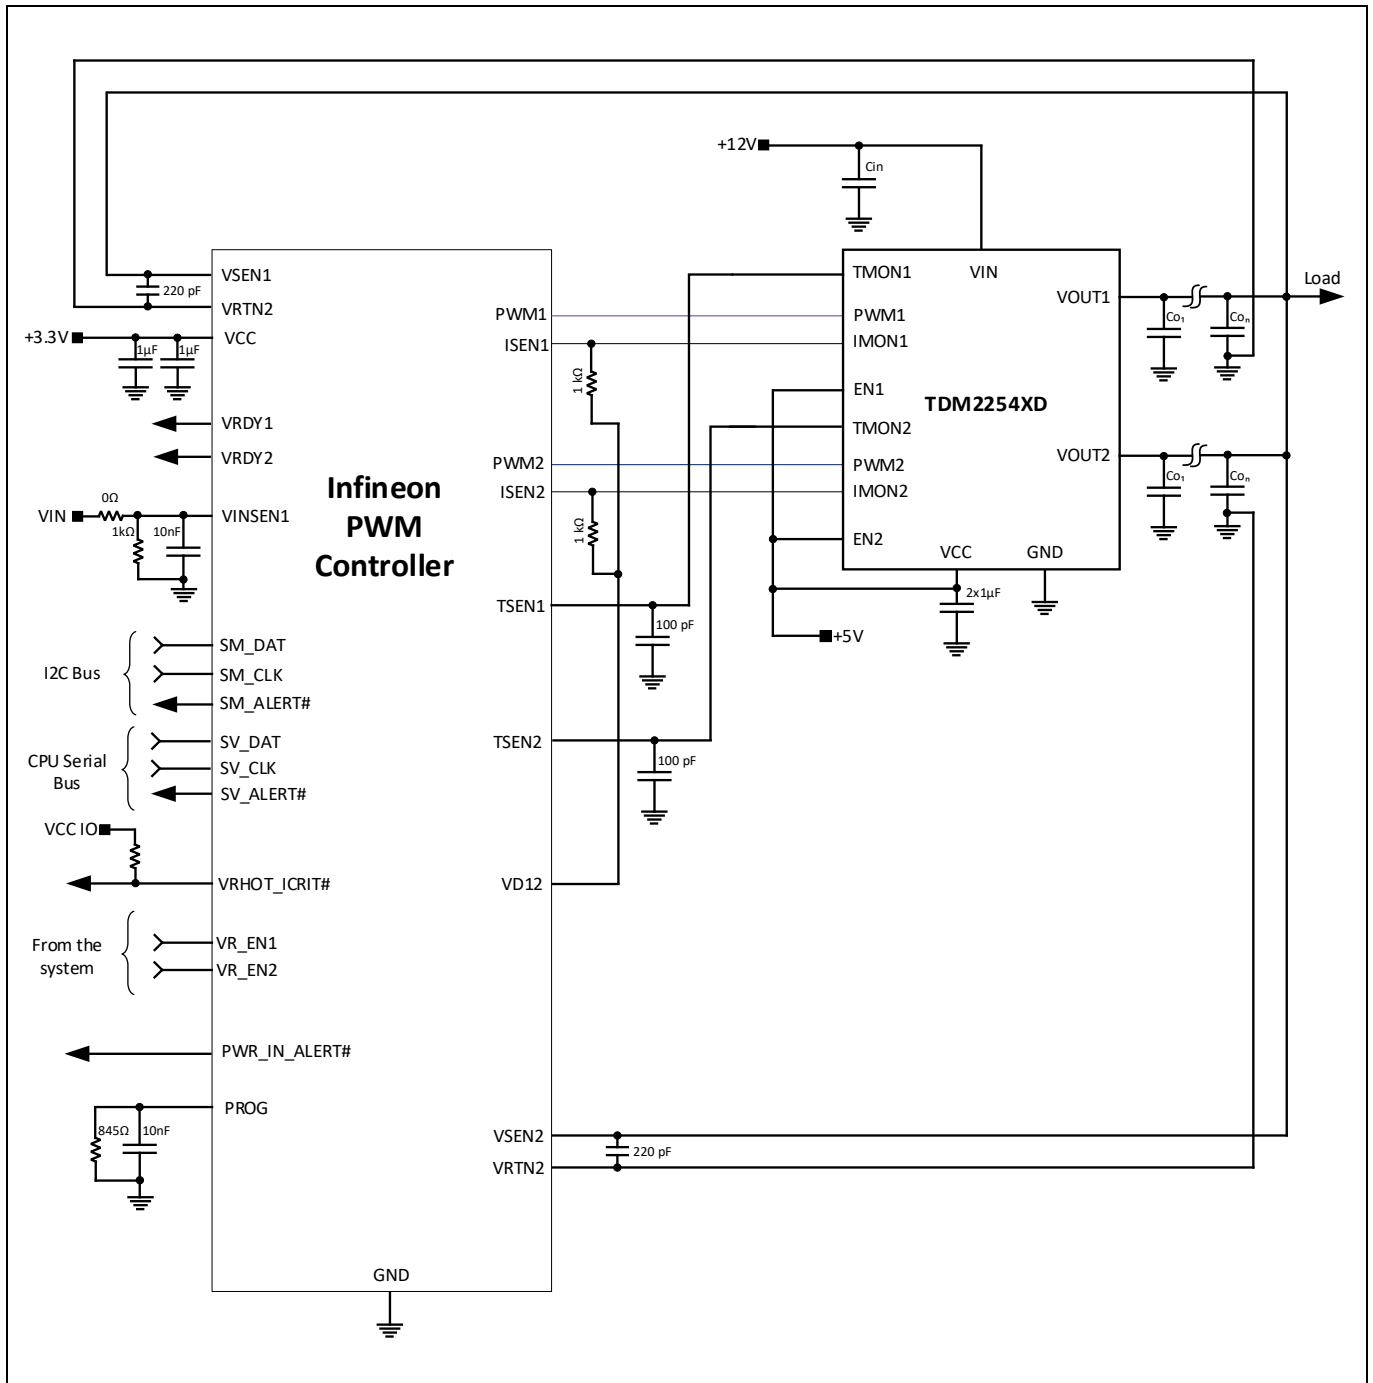 +12V
Cin
VSEN1
220 pF
VRTN2
+3.3V
VCC
1µF
1µF
VRDY1
VRDY2
VIN
0Ω
1kΩ
10nF
VINSEN1
I2C Bus
SM_DAT
SM_CLK
SM_ALERT#
CPU Serial
Bus
SV_DAT
SV_CLK
SV_ALERT#
VCC IO
VRHOT_ICRIT#
From the
system
VR_EN1
VR_EN2
PWR_IN_ALERT#
PROG
845Ω
10nF
Infineon
PWM
Controller
GND
PWM1
ISEN1
1 kΩ
PWM2
ISEN2
1 kΩ
TSEN1
100 pF
TSEN2
100 pF
VD12
VSEN2
220 pF
VRTN2
TMON1
VIN
PWM1
IMON1
EN1
TDM2254XD
TMON2
PWM2
IMON2
EN2
VCC
GND
2x1µF
+5V
VOUT1
Co₁
Coₙ
Load
VOUT2
Co₁
Coₙ